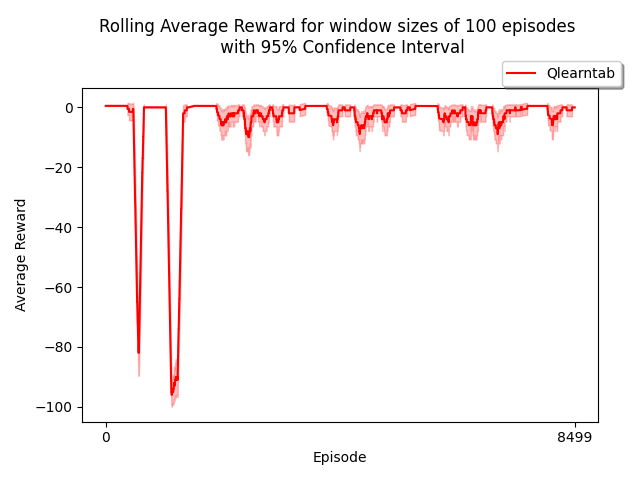 Rolling Average Reward for window sizes of 100 episodes
with 95% Confidence Interval
Qlearntab
0
−20
−40
−60
−80
−100
Average Reward
0
8499
Episode